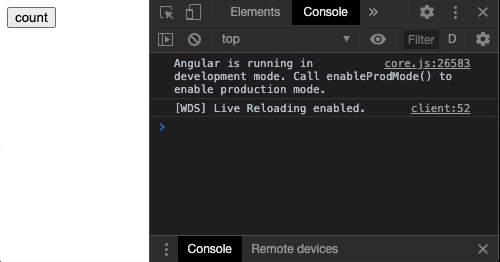 count
Elements Console »
top Filter D
Angular is running in core.js:26583
development mode. Call enableProdMode() to
enable production mode.
[WDS] Live Reloading enabled. client:52
>
Console Remote devices